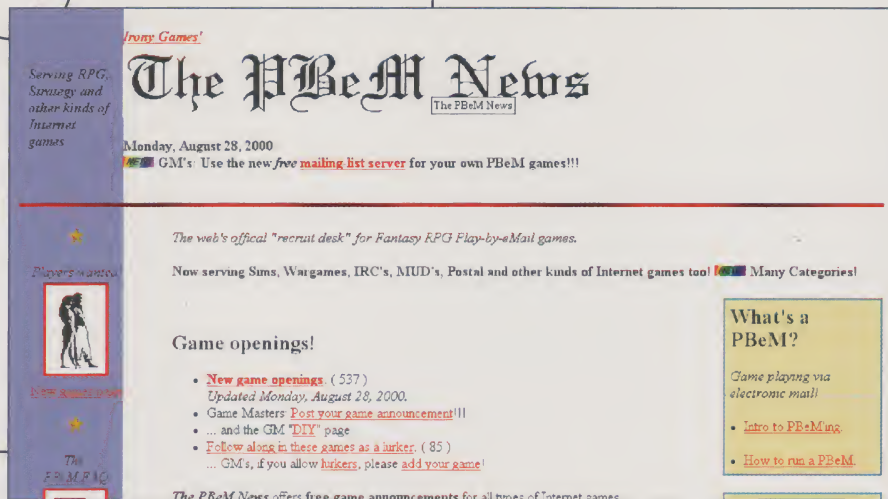 Irony Games'
The PBeM News
The PBeM News
Serving RPG,
Strategy and
other kinds of
Internet
games
Monday, August 28, 2000
GM's: Use the new free mailing list server for your own PBeM games!!!
The web's offical "recruit desk" for Fantasy RPG Play-by-eMail games.
Now serving Sims, Wargames, IRC's, MUD's, Postal and other kinds of Internet games too! Many Categories!
Players wanted
The
Game openings!
New game openings. ( 537 )
Updated Monday, August 28, 2000.
Game Masters: Post your game announcement!!!
... and the GM "DIY" page
Follow along in these games as a lurker. ( 85 )
... GM's, if you allow lurkers, please add your game!
The PBeM News offers free game announcements for all types of Internet games
What's a
PBeM?
Game playing via
electronic mail!
Intro to PBeM'ing.
How to run a PBeM.